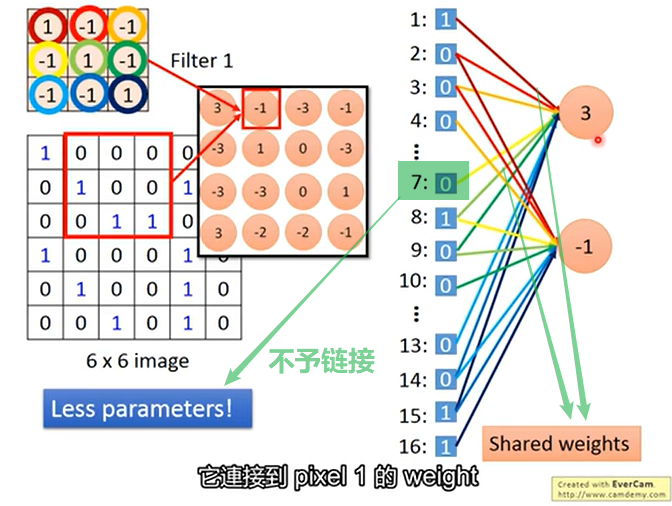 1 -1 -1
-1 1 -1
-1 -1 1
Filter 1
3 -1 -3 -1
-3 1 0 -3
-3 -3 0 1
3 -2 -2 -1
1 0 0 0 0
0 1 0 0 1
0 0 1 1 0
1 0 0 0 1 0
0 1 0 0 1 0
0 0 1 0 1 0
6 x 6 image
Less parameters!
不予链接
1: 1
2: 0
3: 0
4: 0
...
7: 0
8: 1
9: 0
10: 0
...
13: 0
14: 0
15: 1
16: 1
3
-1
Shared weights
它連接到 pixel 1 的 weight
Created with EverCam.
http://www.camdemy.com